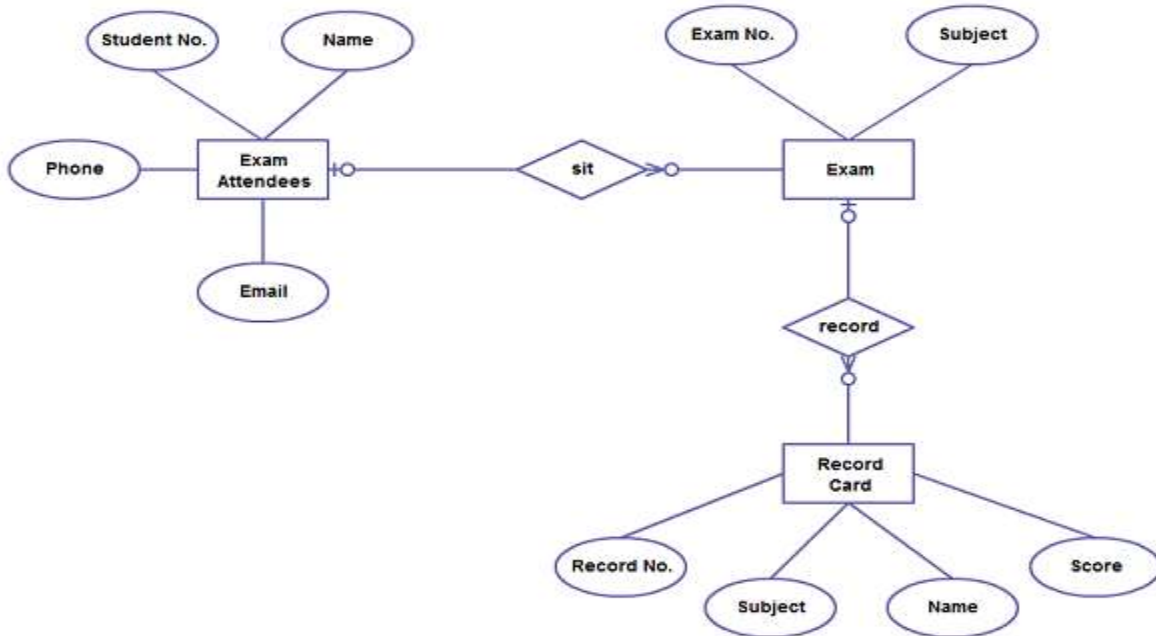 Student No.
Name
Exam No.
Subject
Phone
Exam
Attendees
sit
Exam
Email
record
Record
Card
Record No.
Subject
Name
Score